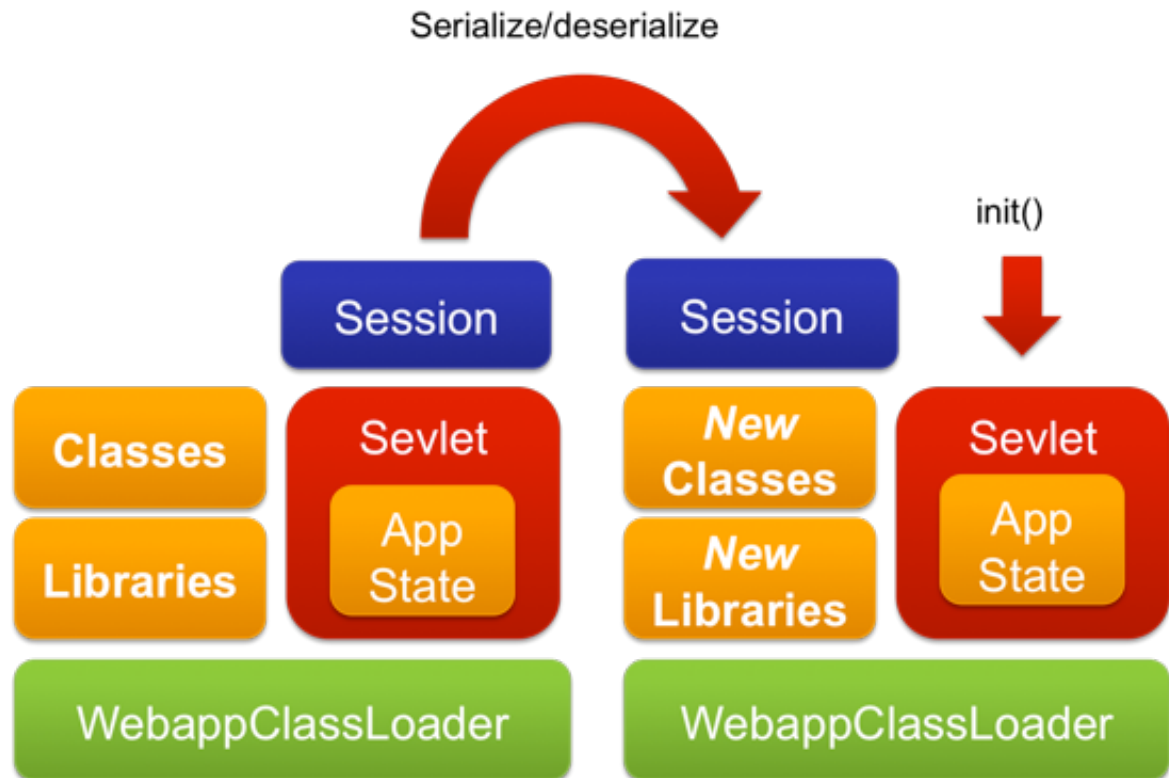 Serialize/deserialize
init()
Session
Session
Classes
Sevlet
New
Classes
Sevlet
Libraries
App
State
New
Libraries
App
State
WebappClassLoader
WebappClassLoader